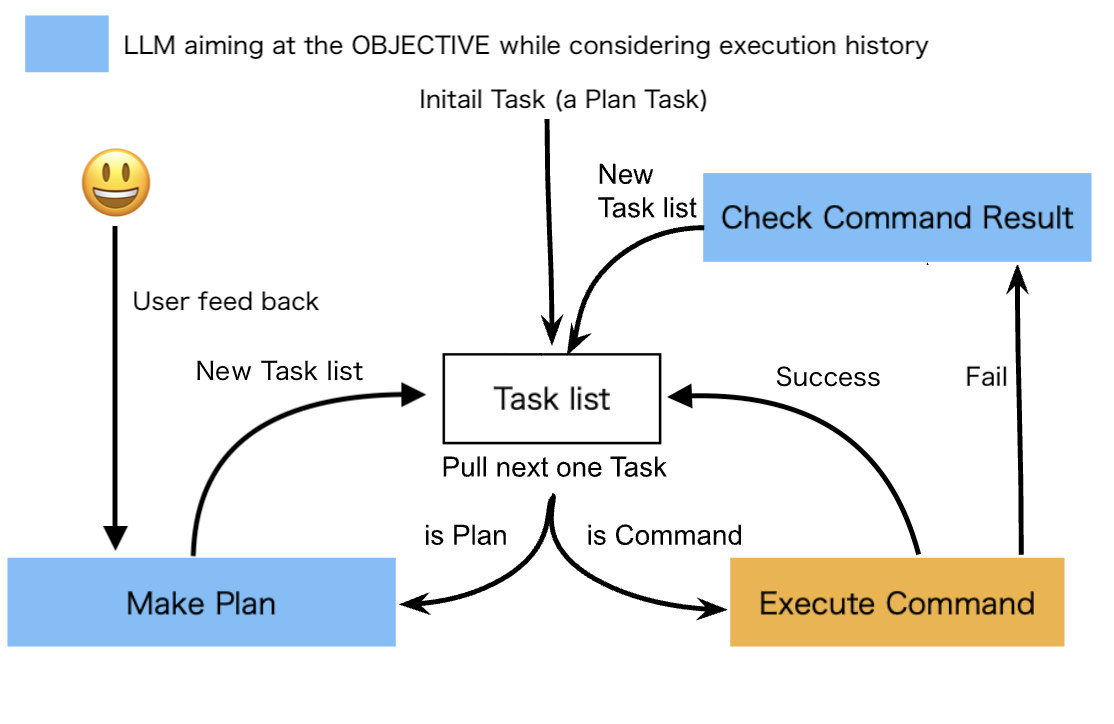 LLM aiming at the OBJECTIVE while considering execution history
Initail Task (a Plan Task)
New
Task list
Check Command Result
User feed back
New Task list
Task list
Success
Fail
Pull next one Task
is Plan
is Command
Make Plan
Execute Command